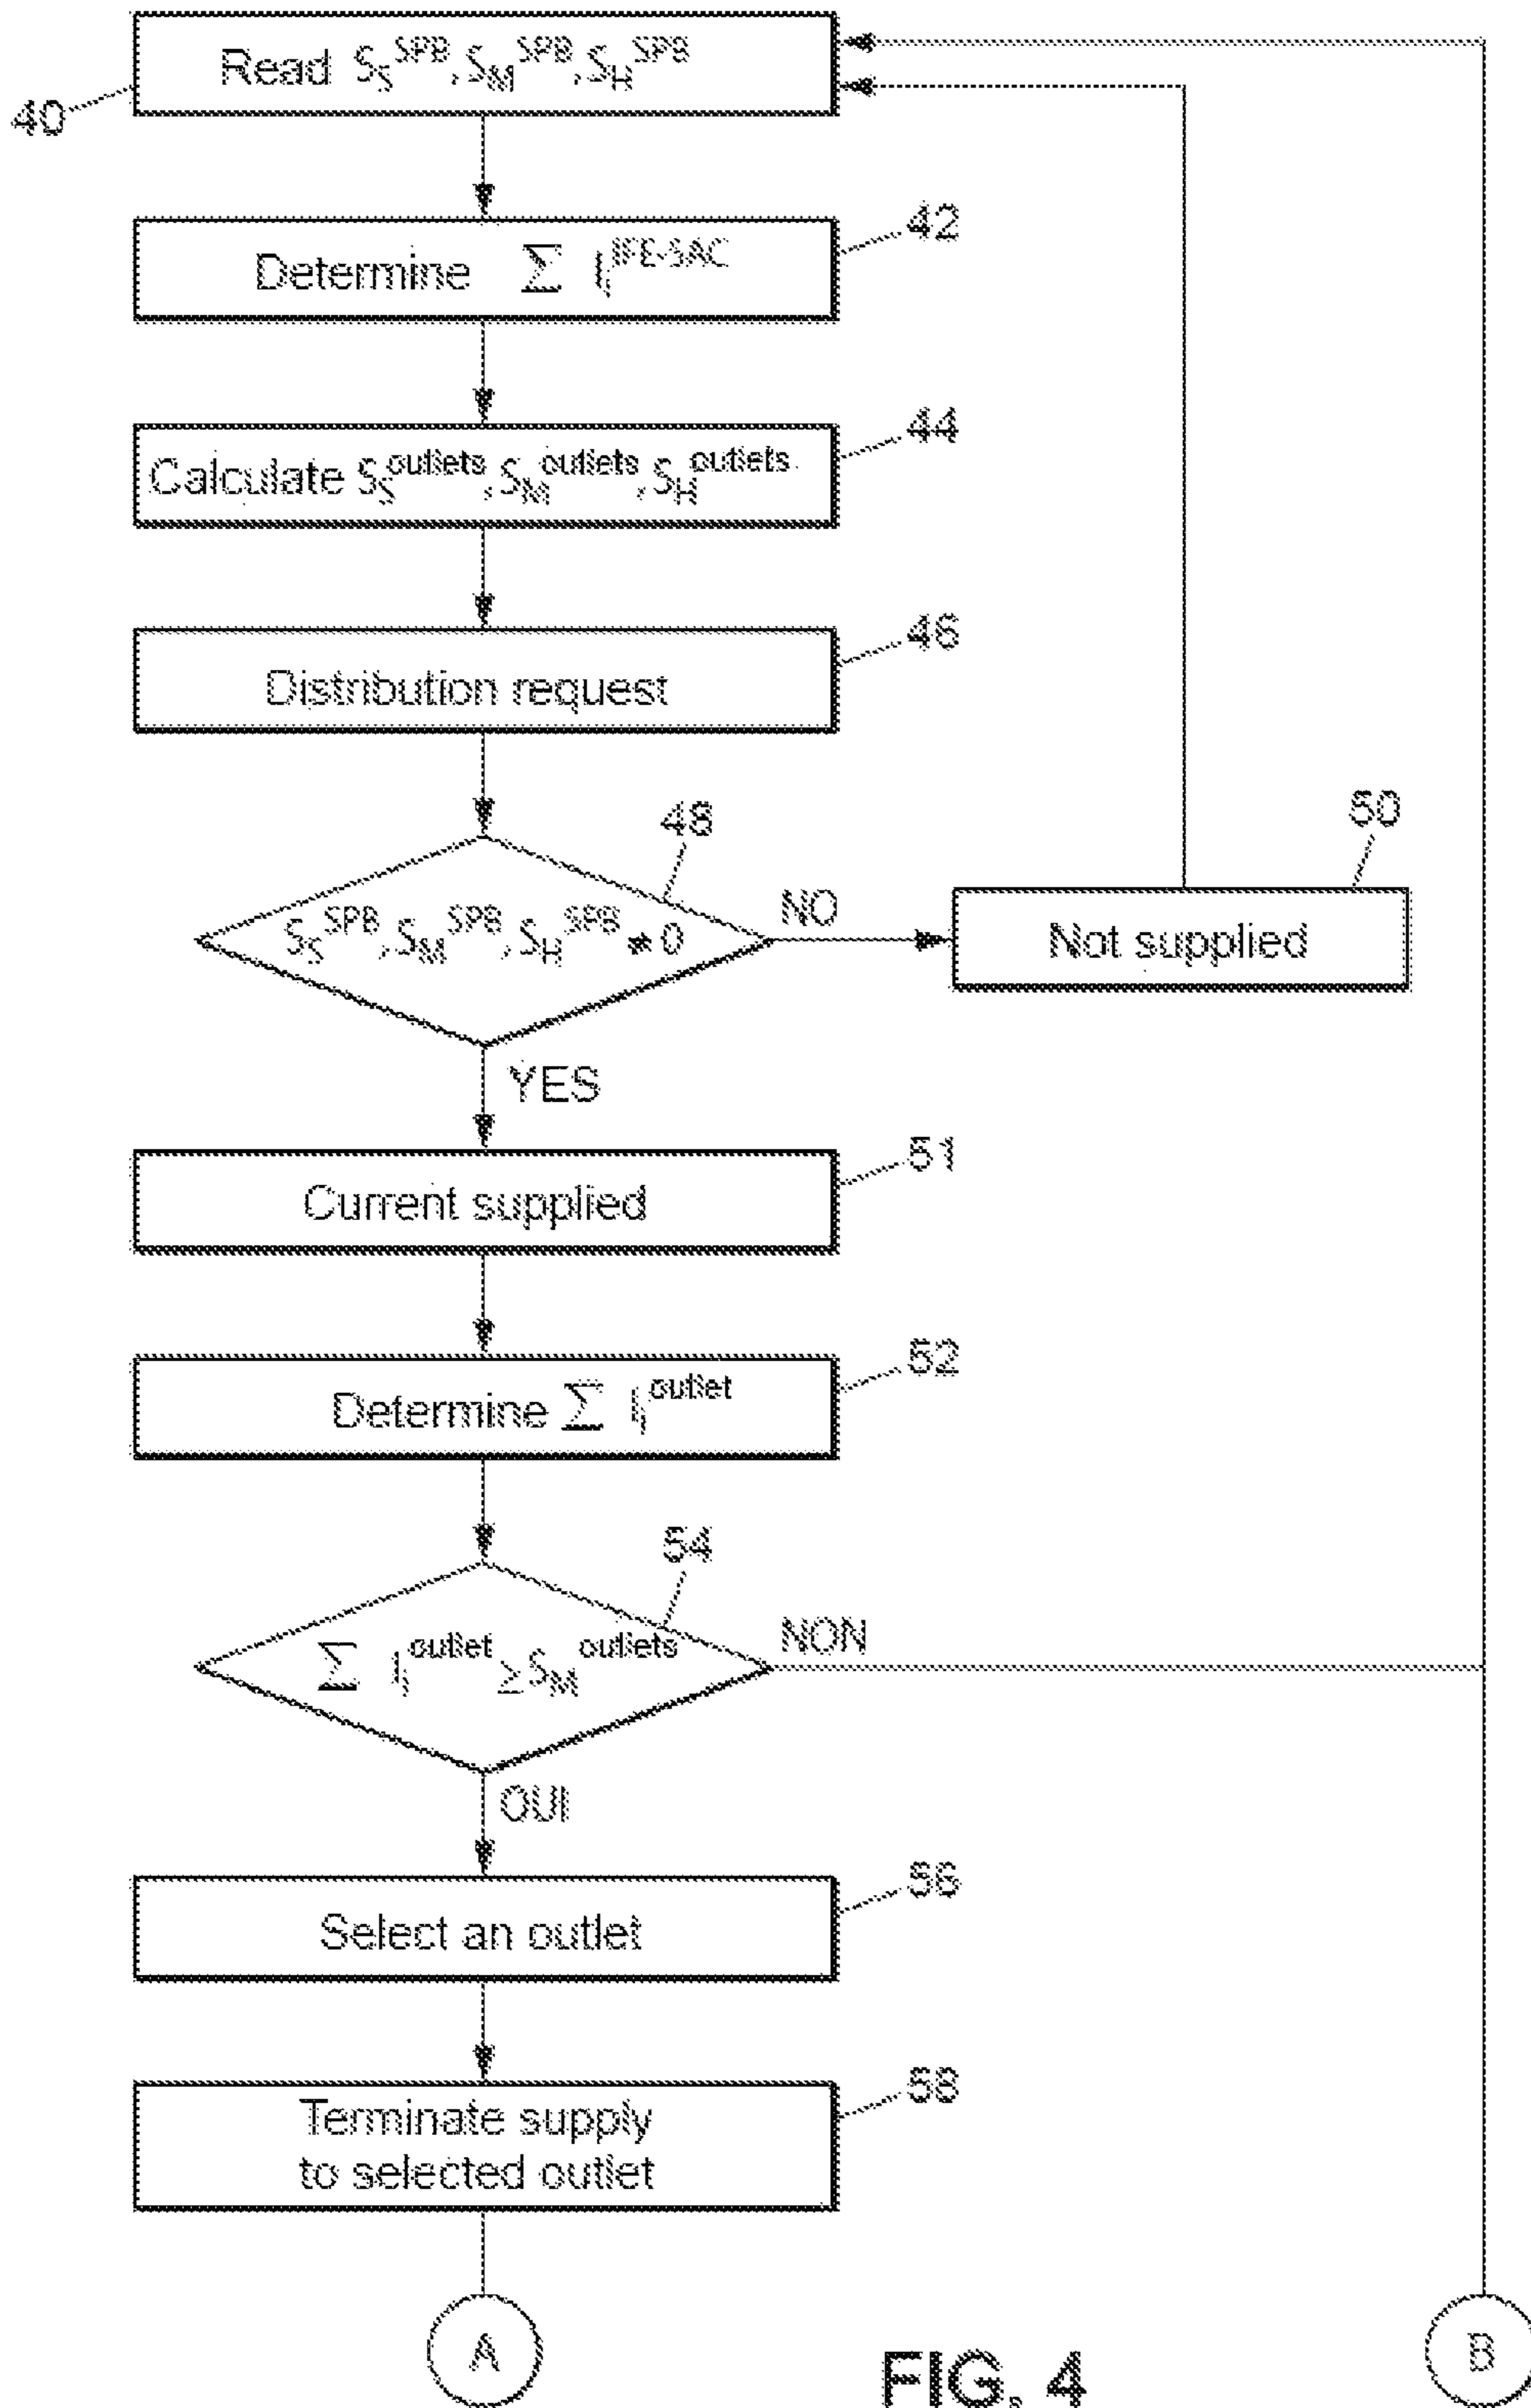 Read S_S^SPB, S_M^SPB, S_H^SPB
40
Determine Σ I_i^IFE-SAC
42
Calculate S_S^outlets, S_M^outlets, S_H^outlets
44
Distribution request
46
48
S_S^SPB, S_M^SPB, S_H^SPB ≠ 0
NO
50
Not supplied
YES
Current supplied
51
Determine Σ I_i^outlet
52
54
Σ I_i^outlet ≥ S_M^outlets
NON
OUI
Select an outlet
56
Terminate supply
to selected outlet
58
A
B
FIG. 4